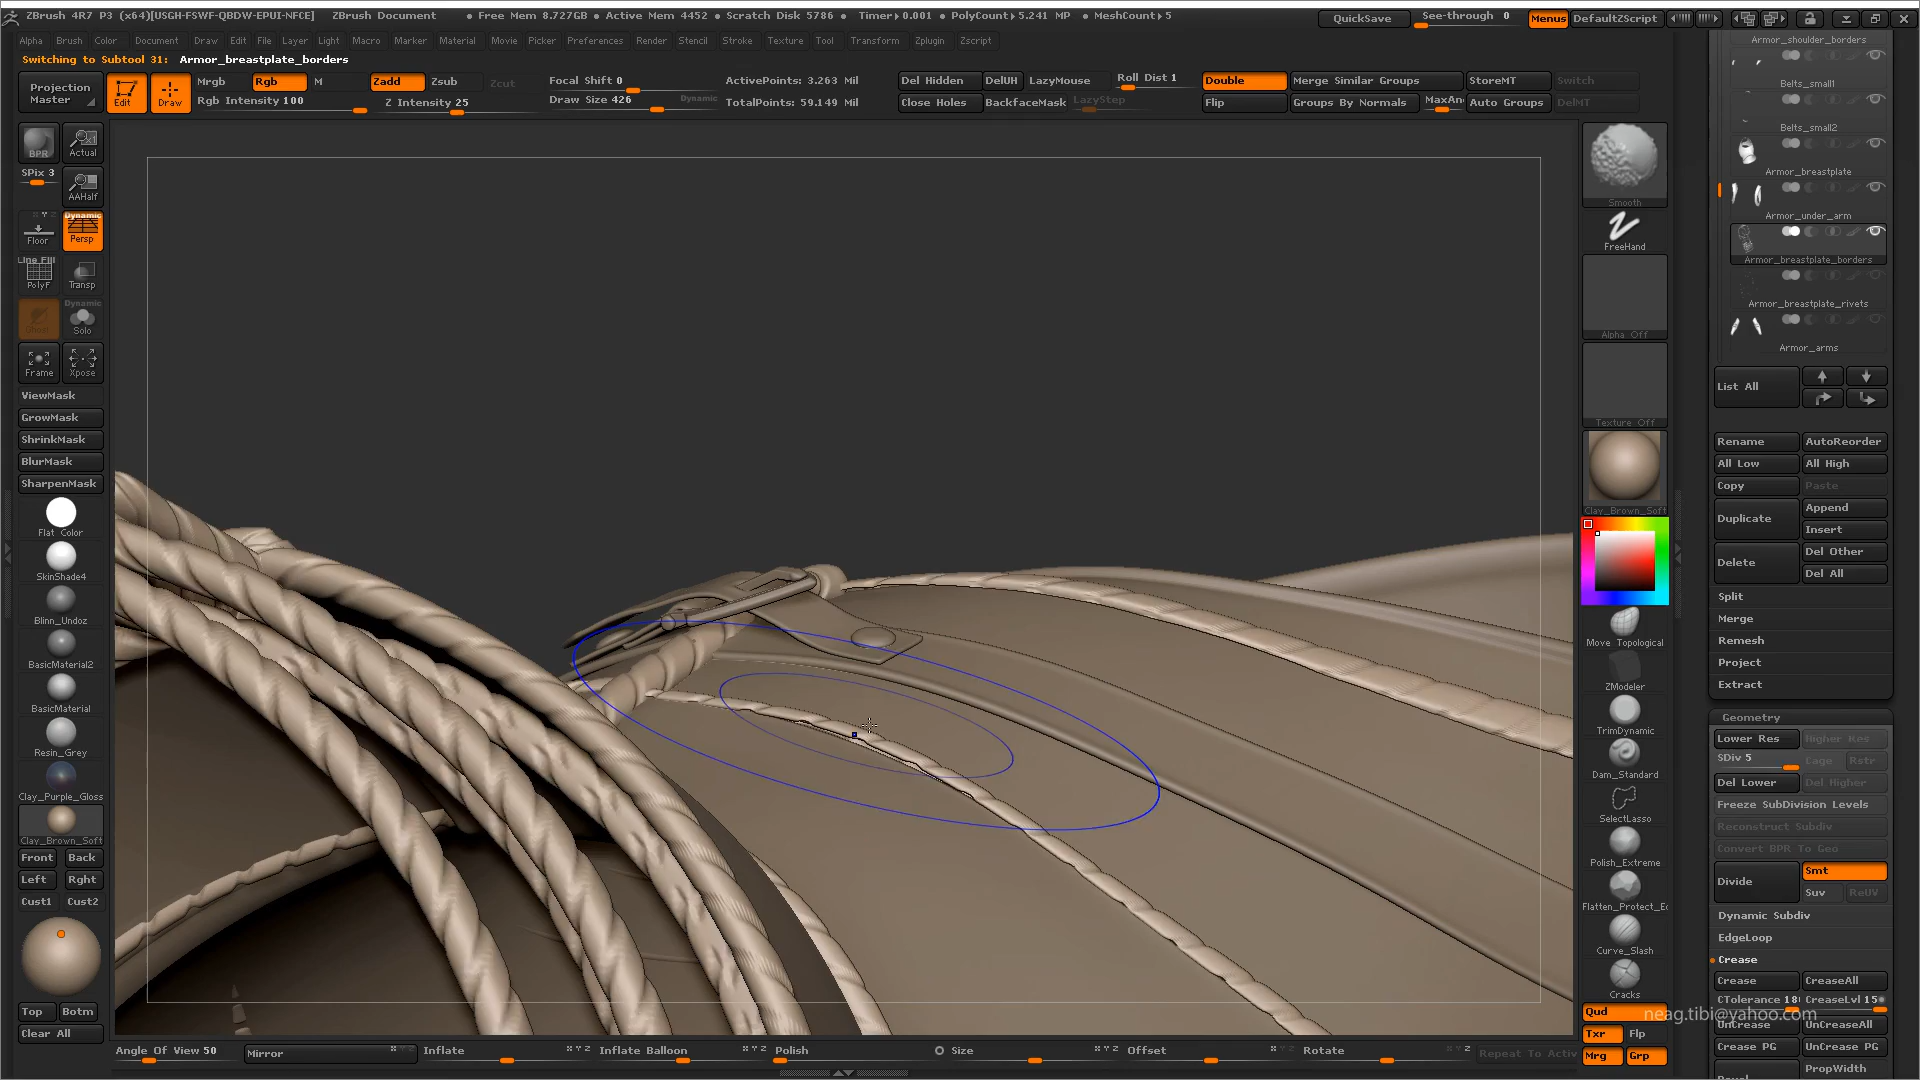 ZBrush 4R7 P3 (x64)[USGH-FSWF-QBDW-EPUI-NFCE] ZBrush Document • Free Mem 8.727GB • Active Mem 4452 • Scratch Disk 5786 • Timer▸0.001 • PolyCount▸5.241 MP • MeshCount▸5 QuickSave See-through 0 Menus DefaultZScript
Alpha Brush Color Document Draw Edit File Layer Light Macro Marker Material Movie Picker Preferences Render Stencil Stroke Texture Tool Transform Zplugin Zscript
Switching to Subtool 31: Armor_breastplate_borders
Projection Master
Edit
Draw
Mrgb Rgb M Zadd Zsub Zcut
Rgb Intensity 100 Z Intensity 25
Focal Shift 0
Draw Size 426 Dynamic
ActivePoints: 3.263 Mil
TotalPoints: 59.149 Mil
Del Hidden DelUH LazyMouse Roll Dist 1
Close Holes BackfaceMask LazyStep
Double Merge Similar Groups StoreMT Switch
Flip Groups By Normals MaxAn Auto Groups DelMT
BPR
Actual
SPix 3
AAHalf
Dynamic
Floor
Persp
Line Fill
PolyF
Transp
Dynamic
Ghost
Solo
Frame
Xpose
ViewMask
GrowMask
ShrinkMask
BlurMask
SharpenMask
Flat Color
SkinShade4
Blinn_Undoz
BasicMaterial2
BasicMaterial
Resin_Grey
Clay_Purple_Gloss
Clay_Brown_Soft
Front Back
Left Rght
Cust1 Cust2
Top Botm
Clear All
Smooth
FreeHand
Alpha Off
Texture Off
Clay_Brown_Soft
Move Topological
ZModeler
TrimDynamic
Dam_Standard
SelectLasso
Polish_Extreme
Flatten_Protect_Ec
Curve_Slash
Cracks
Qud
Txr Flp
Mrg Grp
Armor_shoulder_borders
Belts_small1
Belts_small2
Armor_breastplate
Armor_under_arm
Armor_breastplate_borders
Armor_breastplate_rivets
Armor_arms
List All
Rename AutoReorder
All Low All High
Copy Paste
Duplicate
Append
Insert
Delete
Del Other
Del All
Split
Merge
Remesh
Project
Extract
Geometry
Lower Res Higher Res
SDiv 5 Cage Rstr
Del Lower Del Higher
Freeze SubDivision Levels
Reconstruct Subdiv
Convert BPR To Geo
Divide
Smt
Suv ReUV
Dynamic Subdiv
EdgeLoop
Crease
Crease CreaseAll
CTolerance 18 CreaseLvl 15
neag.tibi@yahoo.com
UnCrease UnCreaseAll
Crease PG UnCrease PG
PropWidth
Angle Of View 50 Mirror Inflate Inflate Balloon Polish Size Offset Rotate Repeat To Activ